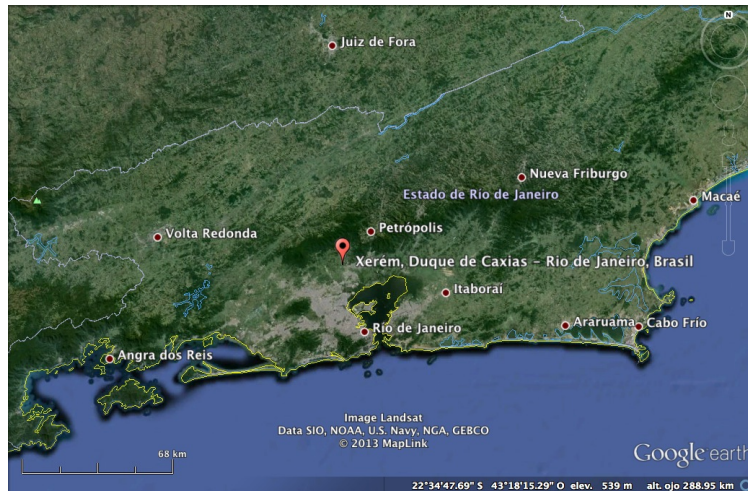 N
Juiz de Fora
Nueva Friburgo
Estado de Rio de Janeiro
Macaé
Petrópolis
Volta Redonda
Xerém, Duque de Caxias - Rio de Janeiro, Brasil
Itaboraí
Río de Janeiro
Araruama
Cabo Frío
Angra dos Reis
Image Landsat
Data SIO, NOAA, U.S. Navy, NGA, GEBCO
© 2013 MapLink
68 km
Google earth
22°34'47.69" S 43°18'15.29" O elev. 539 m alt. ojo 288.95 km